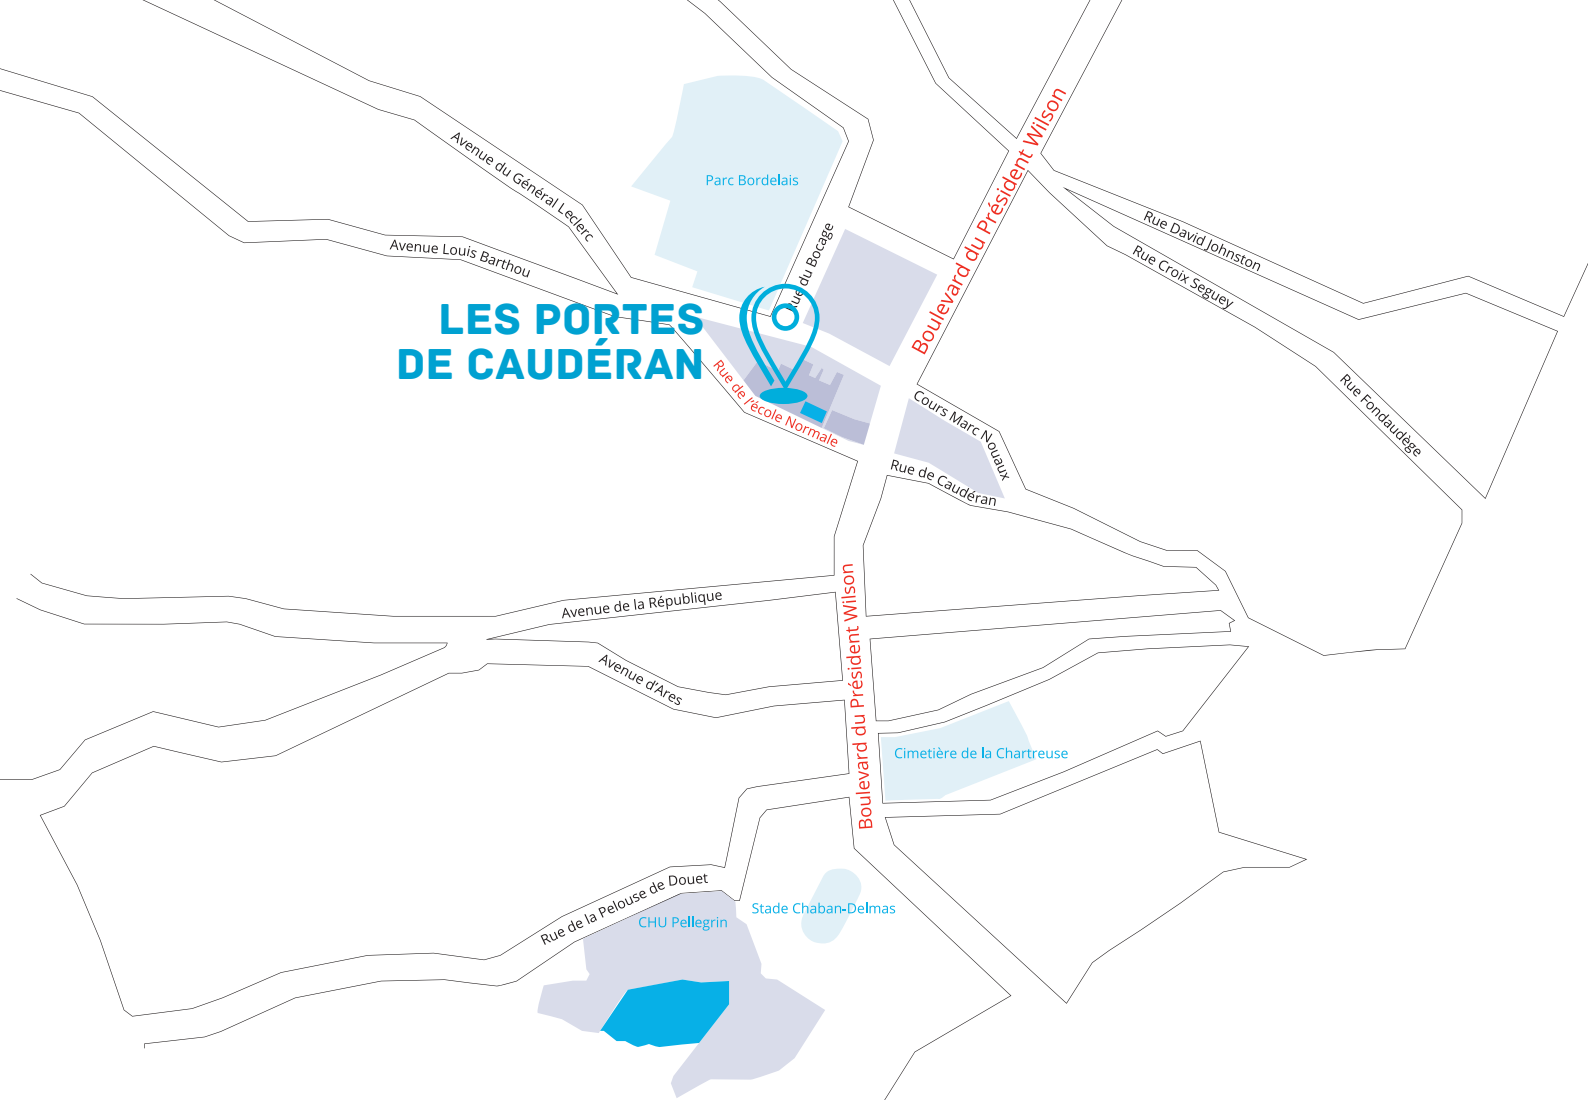 Boulevard du Président Wilson
Avenue du Général Leclerc
Parc Bordelais
Rue David Johnston
Avenue Louis Barthou
Rue du Bocage
Rue Croix Seguey
LES PORTES
DE CAUDÉRAN
Rue de l'école Normale
Cours Marc Nouaux
Rue Fondaudège
Rue de Caudéran
Avenue de la République
Boulevard du Président Wilson
Avenue d'Ares
Cimetière de la Chartreuse
Rue de la Pelouse de Douet
Stade Chaban-Delmas
CHU Pellegrin